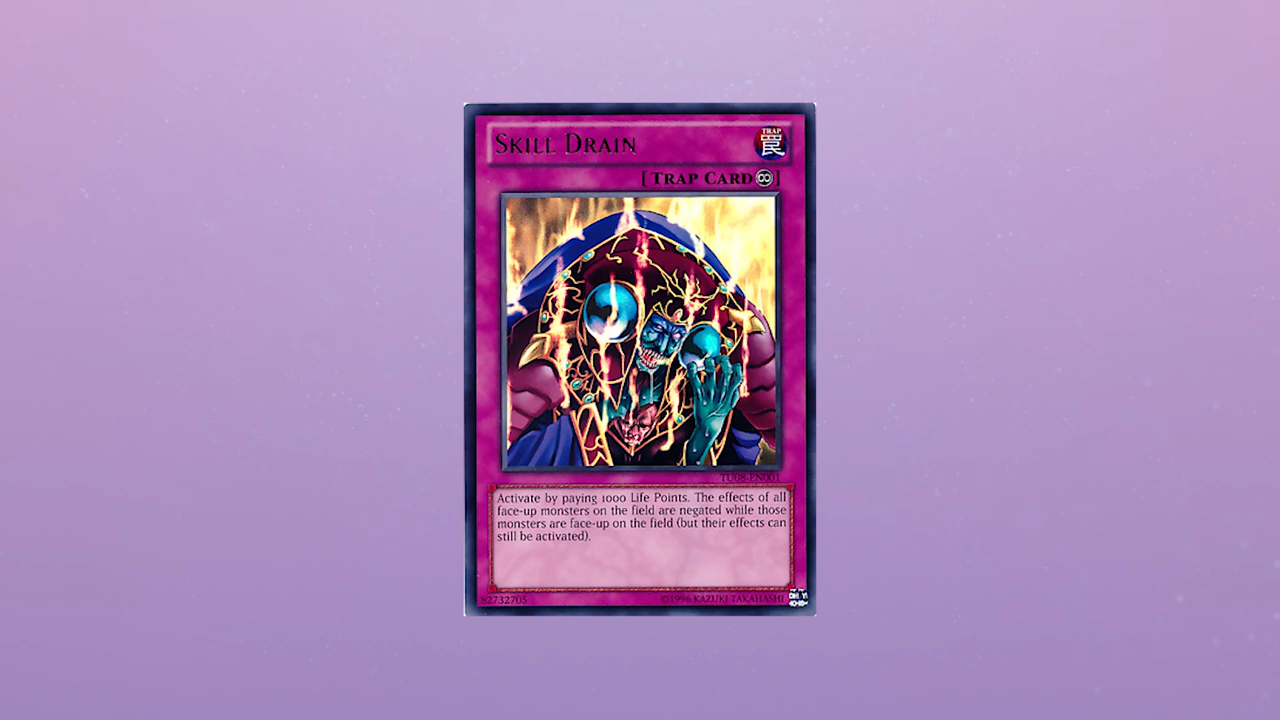 SKILL DRAIN
TRAP
罠
[TRAP CARD ]
TU08-EN001
Activate by paying 1000 Life Points. The effects of all
face-up monsters on the field are negated while those
monsters are face-up on the field (but their effects can
still be activated).
82732705
©1996 KAZUKI TAKAHASHI